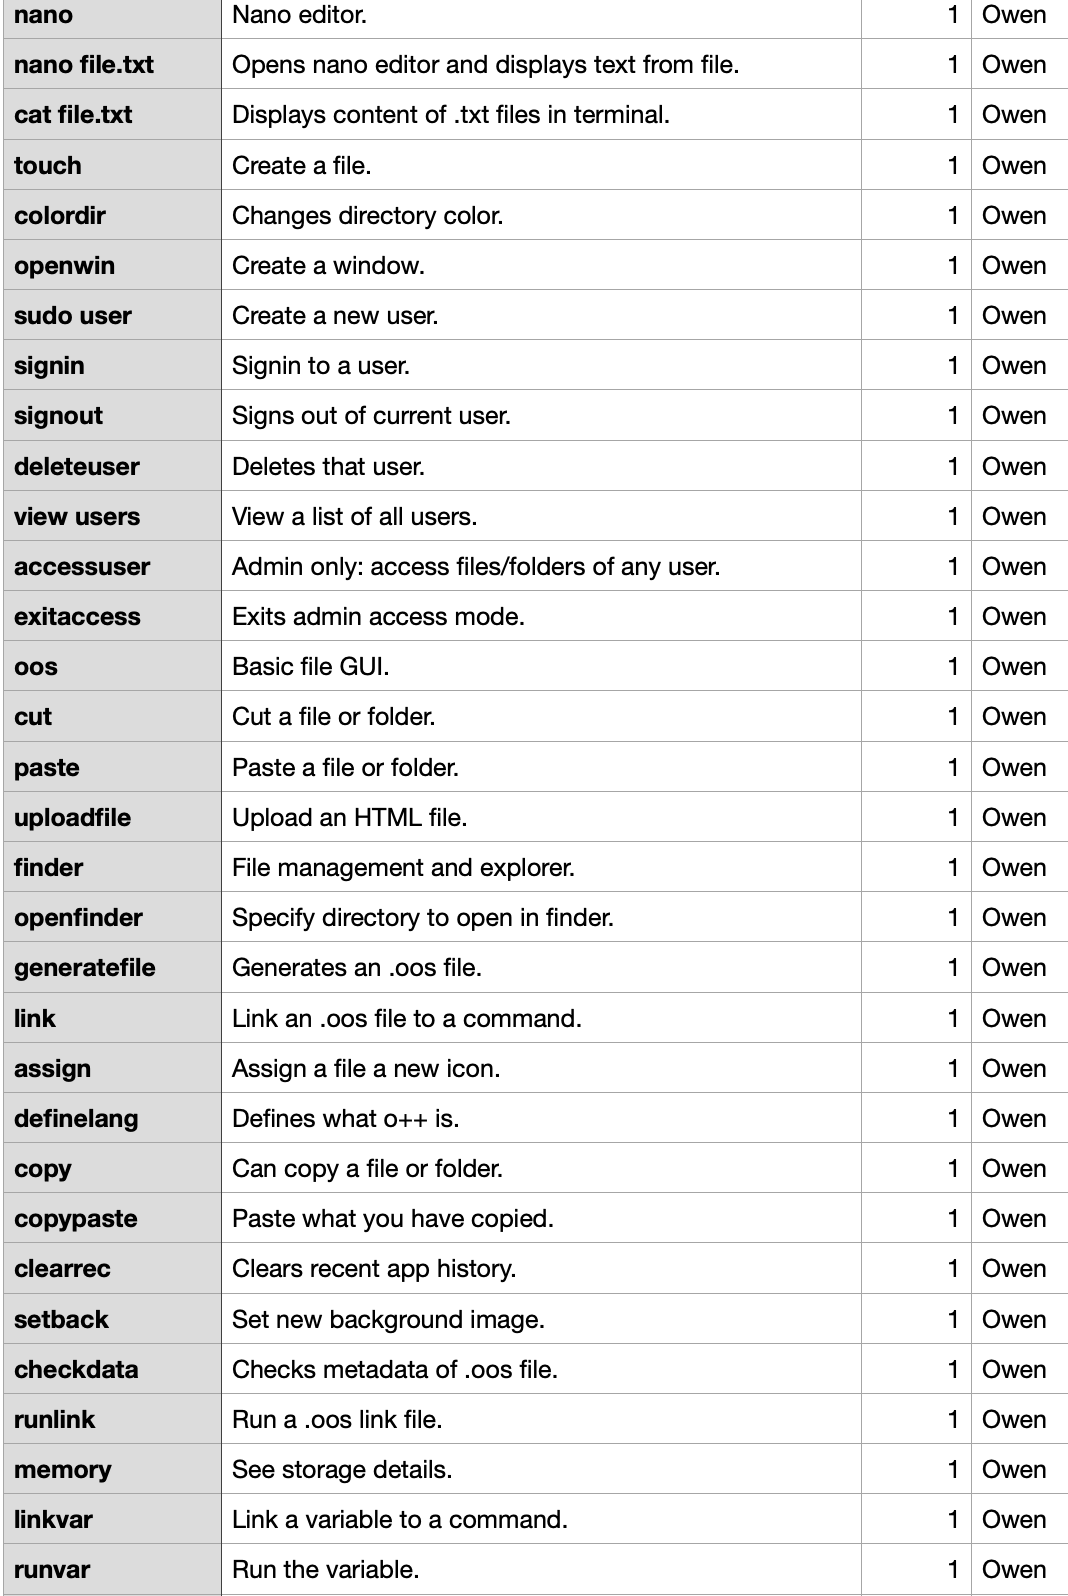 nano Nano editor. 1 Owen
nano file.txt Opens nano editor and displays text from file. 1 Owen
cat file.txt Displays content of .txt files in terminal. 1 Owen
touch Create a file. 1 Owen
colordir Changes directory color. 1 Owen
openwin Create a window. 1 Owen
sudo user Create a new user. 1 Owen
signin Signin to a user. 1 Owen
signout Signs out of current user. 1 Owen
deleteuser Deletes that user. 1 Owen
view users View a list of all users. 1 Owen
accessuser Admin only: access files/folders of any user. 1 Owen
exitaccess Exits admin access mode. 1 Owen
oos Basic file GUI. 1 Owen
cut Cut a file or folder. 1 Owen
paste Paste a file or folder. 1 Owen
uploadfile Upload an HTML file. 1 Owen
finder File management and explorer. 1 Owen
openfinder Specify directory to open in finder. 1 Owen
generatefile Generates an .oos file. 1 Owen
link Link an .oos file to a command. 1 Owen
assign Assign a file a new icon. 1 Owen
definelang Defines what o++ is. 1 Owen
copy Can copy a file or folder. 1 Owen
copypaste Paste what you have copied. 1 Owen
clearrec Clears recent app history. 1 Owen
setback Set new background image. 1 Owen
checkdata Checks metadata of .oos file. 1 Owen
runlink Run a .oos link file. 1 Owen
memory See storage details. 1 Owen
linkvar Link a variable to a command. 1 Owen
runvar Run the variable. 1 Owen